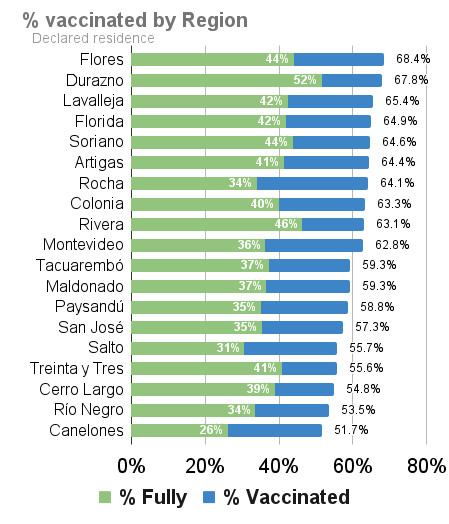 % vaccinated by Region
Declared residence
Flores 44% 68.4%
Durazno 52% 67.8%
Lavalleja 42% 65.4%
Florida 42% 64.9%
Soriano 44% 64.6%
Artigas 41% 64.4%
Rocha 34% 64.1%
Colonia 40% 63.3%
Rivera 46% 63.1%
Montevideo 36% 62.8%
Tacuarembó 37% 59.3%
Maldonado 37% 59.3%
Paysandú 35% 58.8%
San José 35% 57.3%
Salto 31% 55.7%
Treinta y Tres 41% 55.6%
Cerro Largo 39% 54.8%
Río Negro 34% 53.5%
Canelones 26% 51.7%
0% 20% 40% 60% 80%
% Fully % Vaccinated